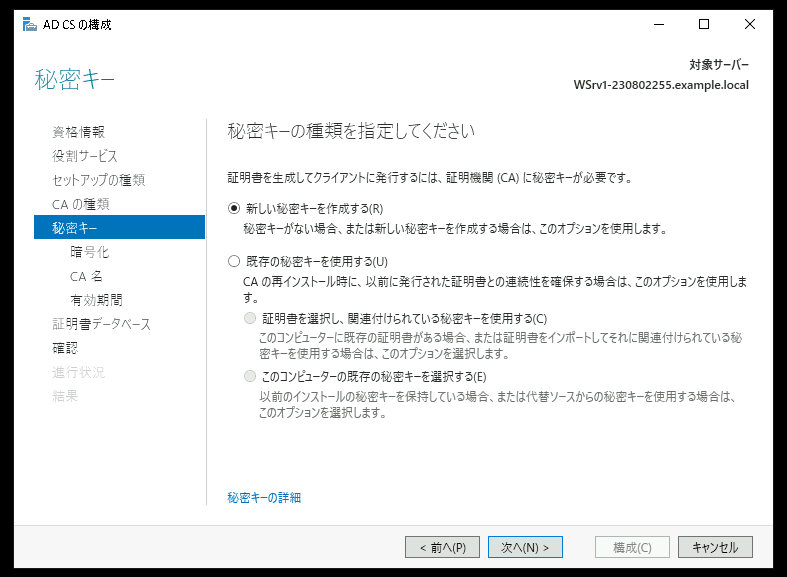 AD CS の構成
秘密キー
対象サーバー
WSrv1-230802255.example.local
資格情報
役割サービス
セットアップの種類
CA の種類
秘密キー
暗号化
CA 名
有効期間
証明書データベース
確認
進行状況
結果
秘密キーの種類を指定してください
証明書を生成してクライアントに発行するには、証明機関 (CA) に秘密キーが必要です。
新しい秘密キーを作成する(R)
秘密キーがない場合、または新しい秘密キーを作成する場合は、このオプションを使用します。
既存の秘密キーを使用する(U)
CA の再インストール時に、以前に発行された証明書との連続性を確保する場合は、このオプションを使用しま
す。
証明書を選択し、関連付けられている秘密キーを使用する(C)
このコンピューターに既存の証明書がある場合、または証明書をインポートしてそれに関連付けられている秘
密キーを使用する場合は、このオプションを選択します。
このコンピューターの既存の秘密キーを選択する(E)
以前のインストールの秘密キーを保持している場合、または代替ソースからの秘密キーを使用する場合は、
このオプションを選択します。
秘密キーの詳細
< 前へ(P)
次へ(N) >
構成(C)
キャンセル